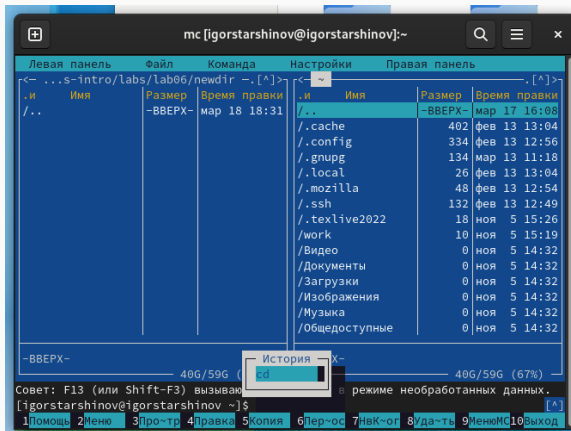 mc [igorstarshinov@igorstarshinov]:~
Левая панель Файл Команда Настройки Правая панель
<— ...s-intro/labs/lab06/newdir —.[^]>
.и Имя Размер Время правки
/.. -ВВЕРХ- мар 18 18:31
-ВВЕРХ-
40G/59G (
<— ~ .[^]>
.и Имя Размер Время правки
/.. -ВВЕРХ- мар 17 16:08
/.cache 402 фев 13 13:04
/.config 334 фев 13 12:56
/.gnupg 134 мар 13 11:18
/.local 26 фев 13 13:04
/.mozilla 48 фев 13 12:54
/.ssh 132 фев 13 12:49
/.texlive2022 18 ноя 5 15:26
/work 10 ноя 5 15:19
/Видео 0 ноя 5 14:32
/Документы 0 ноя 5 14:32
/Загрузки 0 ноя 5 14:32
/Изображения 0 ноя 5 14:32
/Музыка 0 ноя 5 14:32
/Общедоступные 0 ноя 5 14:32
Х-
40G/59G (67%)
История
cd
Совет: F13 (или Shift-F3) вызываю в режиме необработанных данных.
[igorstarshinov@igorstarshinov ~]$ [^]
1Помощь 2Меню 3Про~тр 4Правка 5Копия 6Пер~ос 7НвК~ог 8Уда~ть 9МенюMC 10Выход